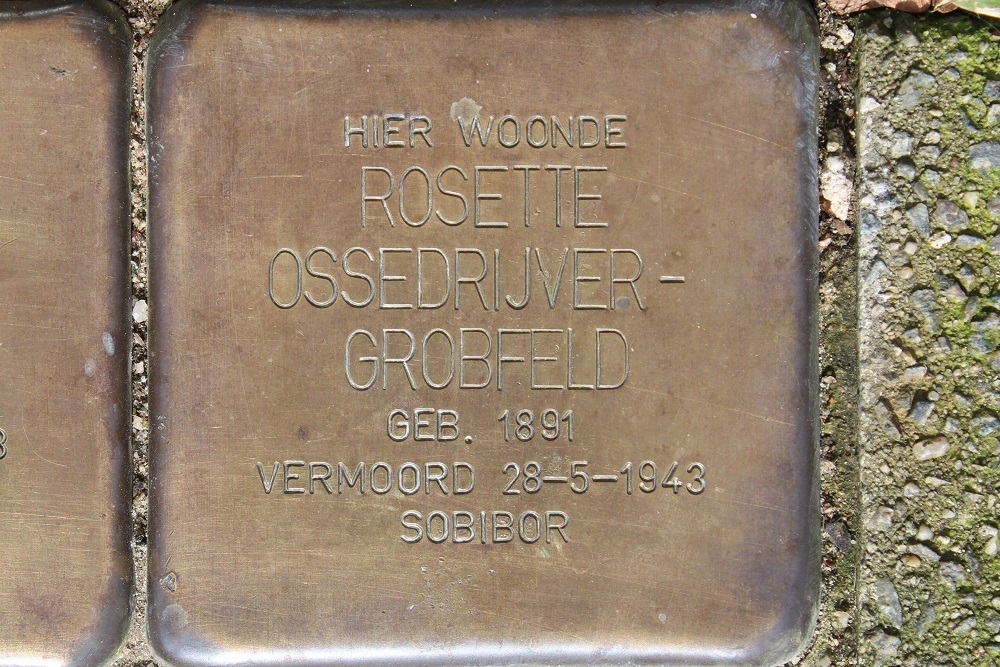 HIER WOONDE
ROSETTE
OSSEDRIJVER-
GROBFELD
GEB. 1891
VERMOORD 28-5-1943
SOBIBOR